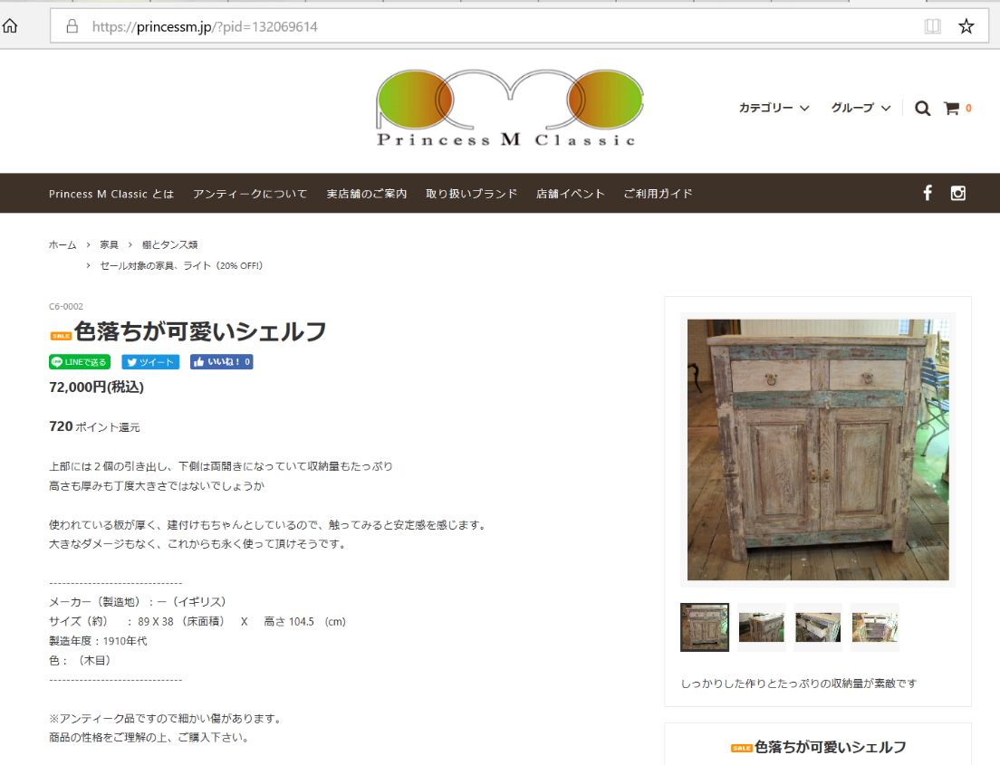 https://princessm.jp/?pid=132069614
Princess M Classic
カテゴリー
グループ
0
Princess M Classic とは
アンティークについて
実店舗のご案内
取り扱いブランド
店舗イベント
ご利用ガイド
ホーム > 家具 > 棚とタンス類
> セール対象の家具、ライト（20% OFF!）
C6-0002
SALE 色落ちが可愛いシェルフ
LINEで送る
ツイート
いいね！ 0
72,000円(税込)
720 ポイント還元
上部には２個の引き出し、下側は両開きになっていて収納量もたっぷり
高さも厚みも丁度大きさではないでしょうか
使われている板が厚く、建付けもちゃんとしているので、触ってみると安定感を感じます。
大きなダメージもなく、これからも永く使って頂けそうです。
-------------------------------
メーカー（製造地）：ー（イギリス）
サイズ（約） ： 89 X 38 （床面積） X 高さ 104.5 (cm)
製造年度：1910年代
色： （木目）
-------------------------------
※アンティーク品ですので細かい傷があります。
商品の性格をご理解の上、ご購入下さい。
しっかりした作りとたっぷりの収納量が素敵です
SALE 色落ちが可愛いシェルフ